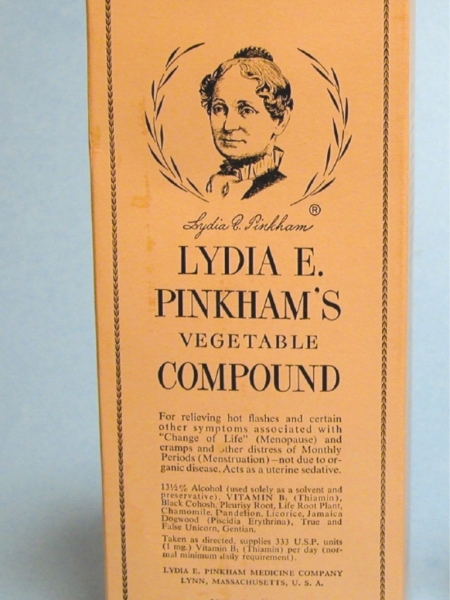 Lydia E. Pinkham ®
LYDIA E.
PINKHAM'S
VEGETABLE
COMPOUND
For relieving hot flashes and certain
other symptoms associated with
"Change of Life" (Menopause) and
cramps and other distress of Monthly
Periods (Menstruation)—not due to or-
ganic disease. Acts as a uterine sedative.
13½% Alcohol (used solely as a solvent and
preservative), VITAMIN B₁ (Thiamin),
Black Cohosh, Pleurisy Root, Life Root Plant,
Chamomile, Dandelion, Licorice, Jamaica
Dogwood (Piscidia Erythrina), True and
False Unicorn, Gentian.
Taken as directed, supplies 333 U.S.P. units
(1 mg.) Vitamin B₁ (Thiamin) per day (nor-
mal minimum daily requirement).
LYDIA E. PINKHAM MEDICINE COMPANY
LYNN, MASSACHUSETTS, U. S. A.